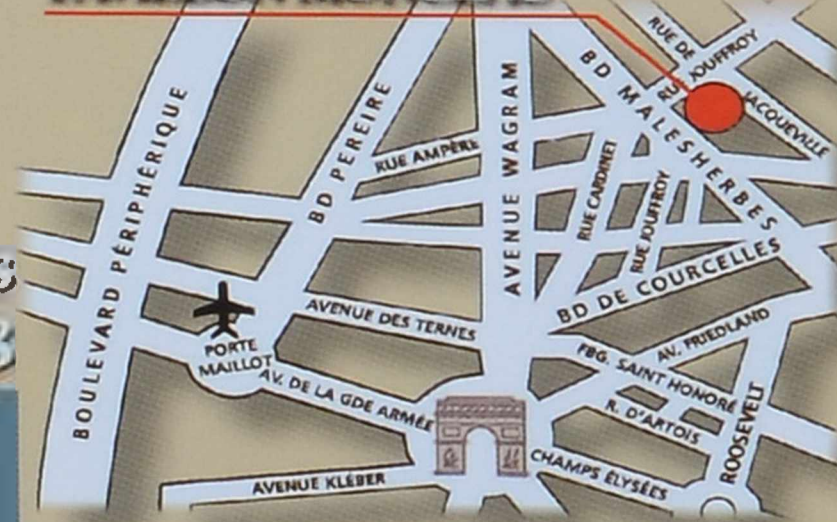 RUE DE
JACQUEVILLE
RUE JOUFFROY
BD MALESHERBES
BOULEVARD PÉRIPHÉRIQUE
BD PEREIRE
RUE AMPÈRE
AVENUE WAGRAM
RUE CARDINET
RUE JOUFFROY
BD DE COURCELLES
AVENUE DES TERNES
AV. FRIEDLAND
FBG. SAINT HONORÉ
PORTE
MAILLOT
AV. DE LA GDE ARMÉE
R. D'ARTOIS
ROOSEVELT
CHAMPS ÉLYSÉES
AVENUE KLÉBER